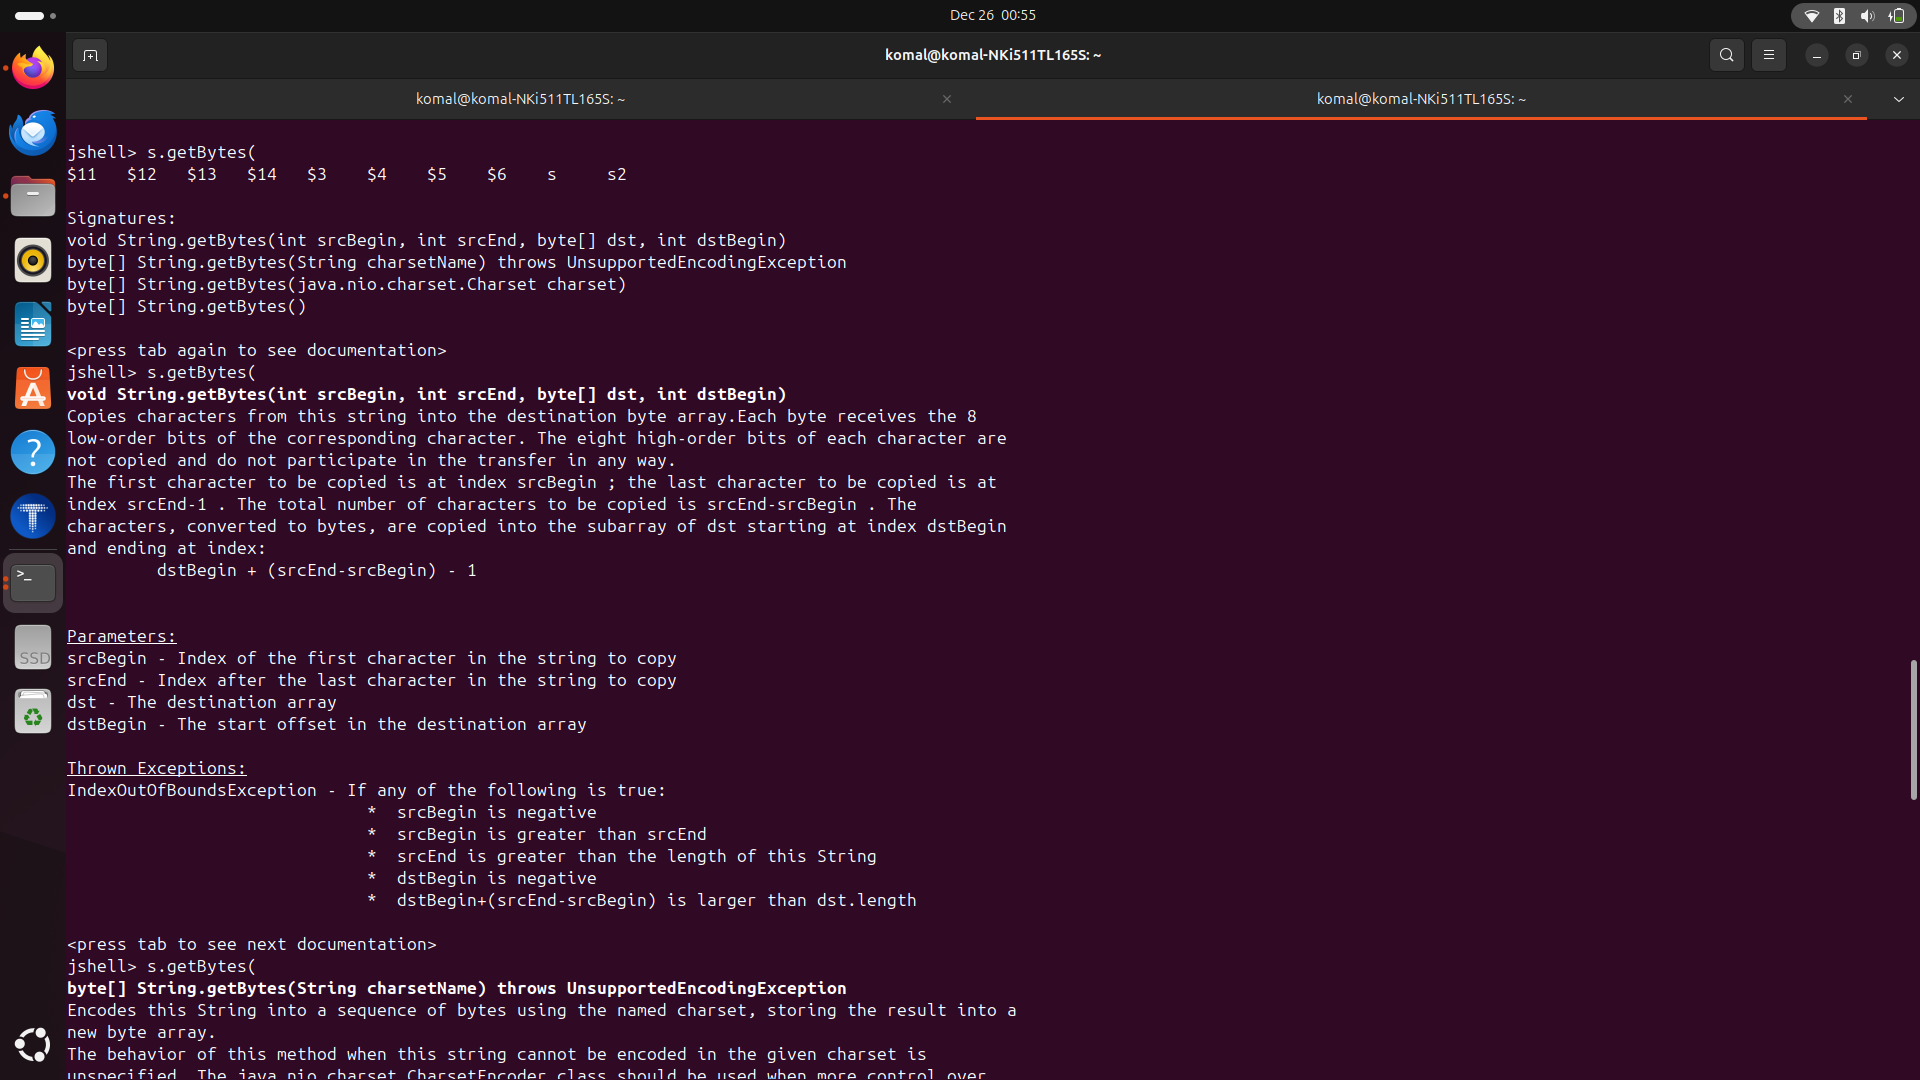 Dec 26 00:55
komal@komal-NKi511TL165S: ~
komal@komal-NKi511TL165S: ~
komal@komal-NKi511TL165S: ~
jshell> s.getBytes(
$11 $12 $13 $14 $3 $4 $5 $6 s s2
Signatures:
void String.getBytes(int srcBegin, int srcEnd, byte[] dst, int dstBegin)
byte[] String.getBytes(String charsetName) throws UnsupportedEncodingException
byte[] String.getBytes(java.nio.charset.Charset charset)
byte[] String.getBytes()
<press tab again to see documentation>
jshell> s.getBytes(
void String.getBytes(int srcBegin, int srcEnd, byte[] dst, int dstBegin)
Copies characters from this string into the destination byte array.Each byte receives the 8
low-order bits of the corresponding character. The eight high-order bits of each character are
not copied and do not participate in the transfer in any way.
The first character to be copied is at index srcBegin ; the last character to be copied is at
index srcEnd-1 . The total number of characters to be copied is srcEnd-srcBegin . The
characters, converted to bytes, are copied into the subarray of dst starting at index dstBegin
and ending at index:
dstBegin + (srcEnd-srcBegin) - 1
Parameters:
srcBegin - Index of the first character in the string to copy
srcEnd - Index after the last character in the string to copy
dst - The destination array
dstBegin - The start offset in the destination array
Thrown Exceptions:
IndexOutOfBoundsException - If any of the following is true:
* srcBegin is negative
* srcBegin is greater than srcEnd
* srcEnd is greater than the length of this String
* dstBegin is negative
* dstBegin+(srcEnd-srcBegin) is larger than dst.length
<press tab to see next documentation>
jshell> s.getBytes(
byte[] String.getBytes(String charsetName) throws UnsupportedEncodingException
Encodes this String into a sequence of bytes using the named charset, storing the result into a
new byte array.
The behavior of this method when this string cannot be encoded in the given charset is
unspecified. The java.nio.charset.CharsetEncoder class should be used when more control over
SSD